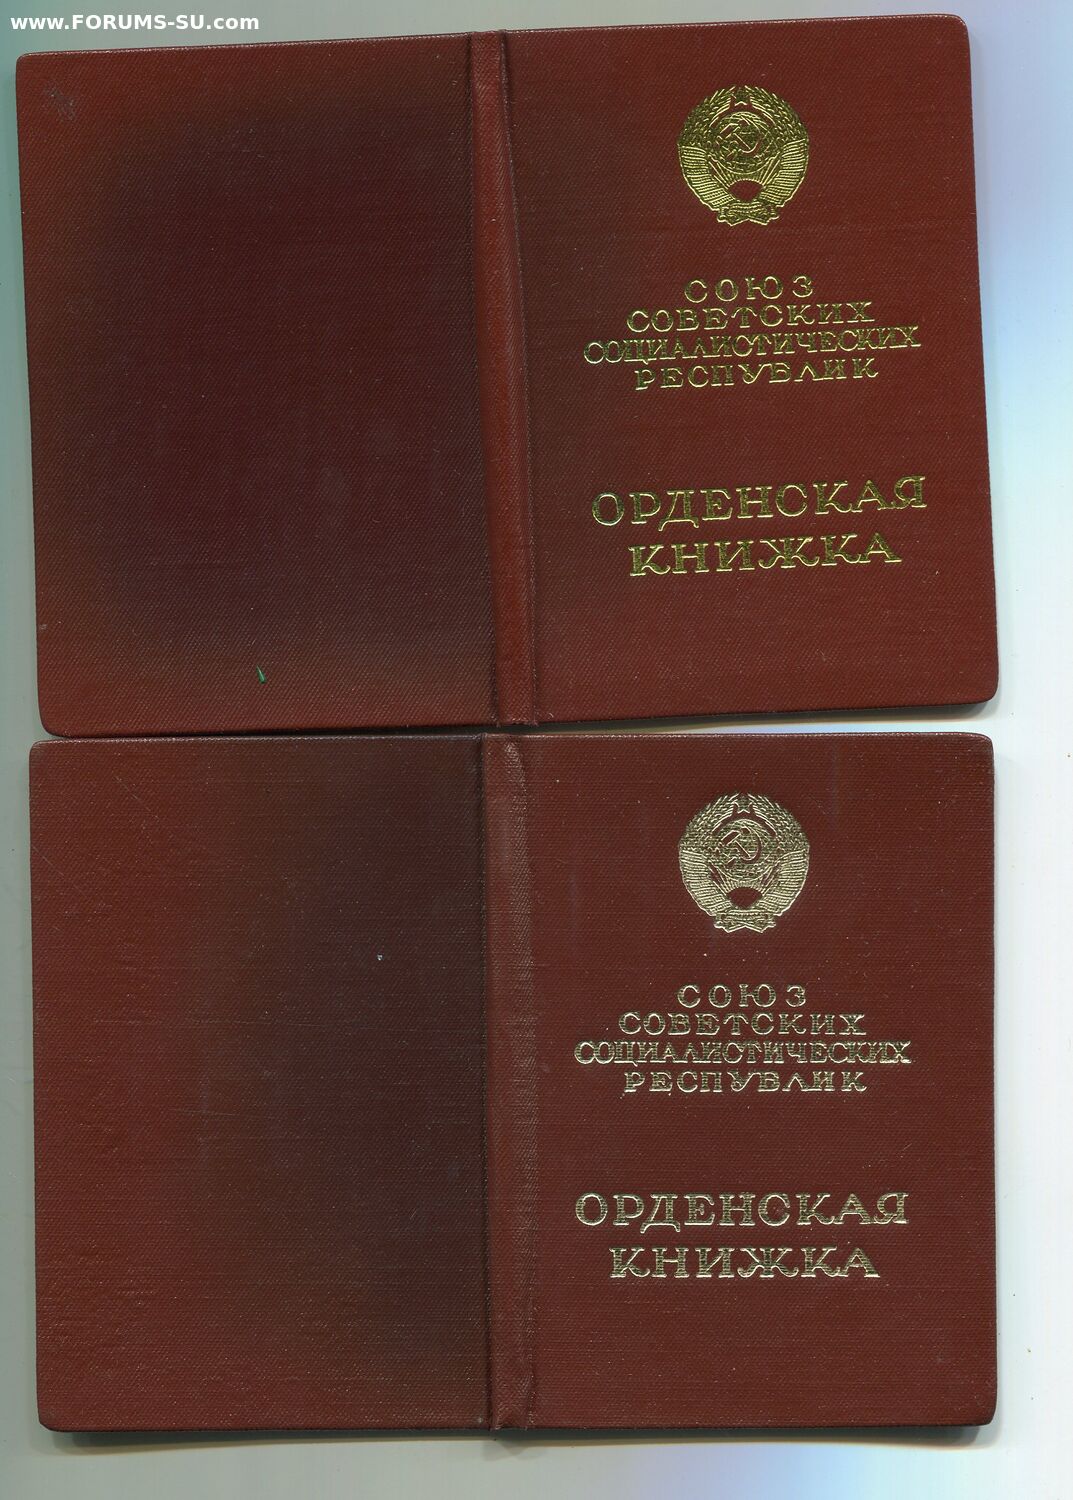 www.FORUMS-SU.com
СОЮЗ
СОВЕТСКИХ
СОЦИАЛИСТИЧЕСКИХ
РЕСПУБЛИК
ОРДЕНСКАЯ
КНИЖКА
СОЮЗ
СОВЕТСКИХ
СОЦИАЛИСТИЧЕСКИХ
РЕСПУБЛИК
ОРДЕНСКАЯ
КНИЖКА